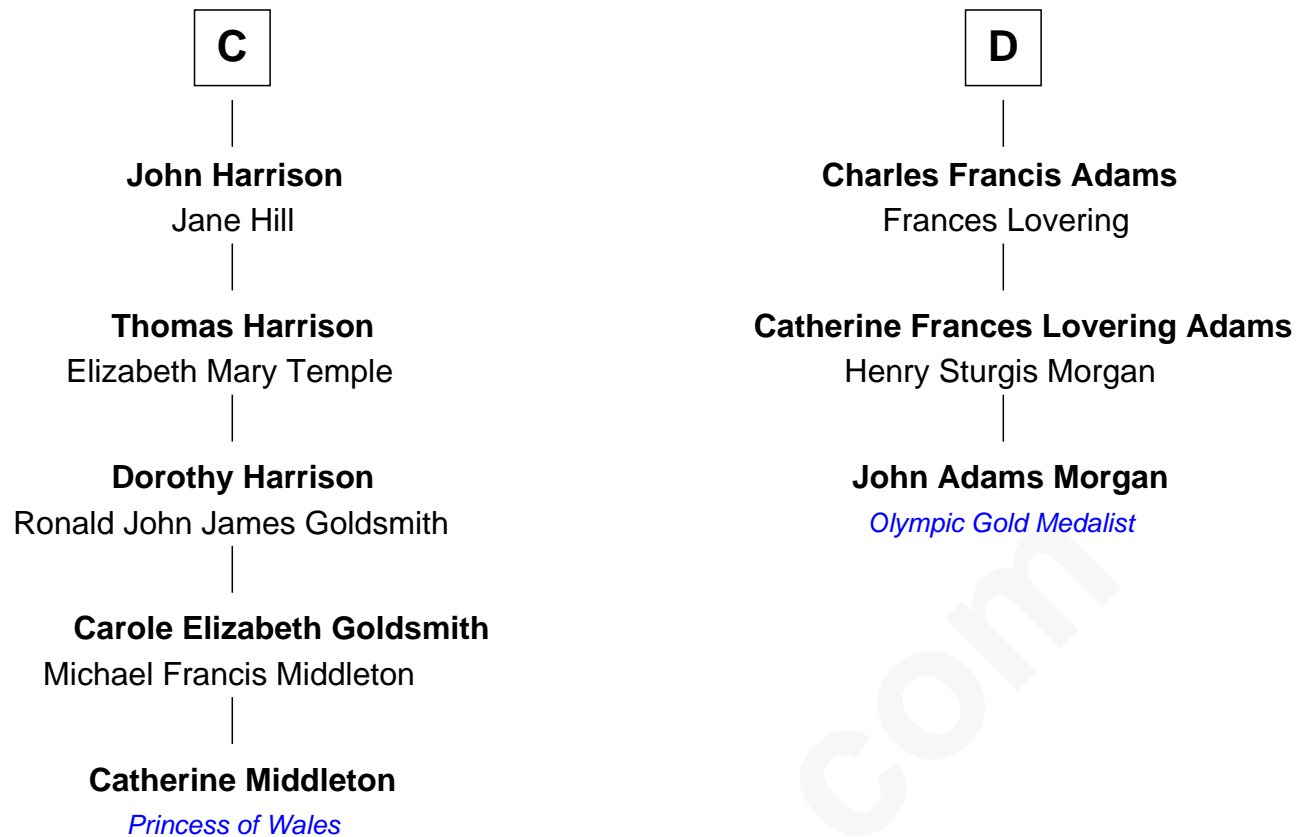 C
John Harrison
Jane Hill
Thomas Harrison
Elizabeth Mary Temple
Dorothy Harrison
Ronald John James Goldsmith
Carole Elizabeth Goldsmith
Michael Francis Middleton
Catherine Middleton
Princess of Wales
D
Charles Francis Adams
Frances Lovering
Catherine Frances Lovering Adams
Henry Sturgis Morgan
John Adams Morgan
Olympic Gold Medalist
com